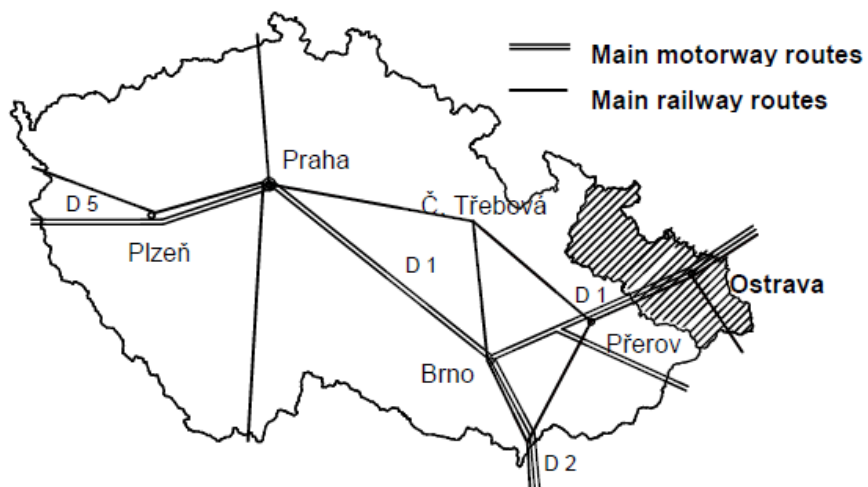 Main motorway routes
Main railway routes
Praha
D 5
Č. Třebová
Plzeň
D 1
Ostrava
D 1
Přerov
Brno
D 2